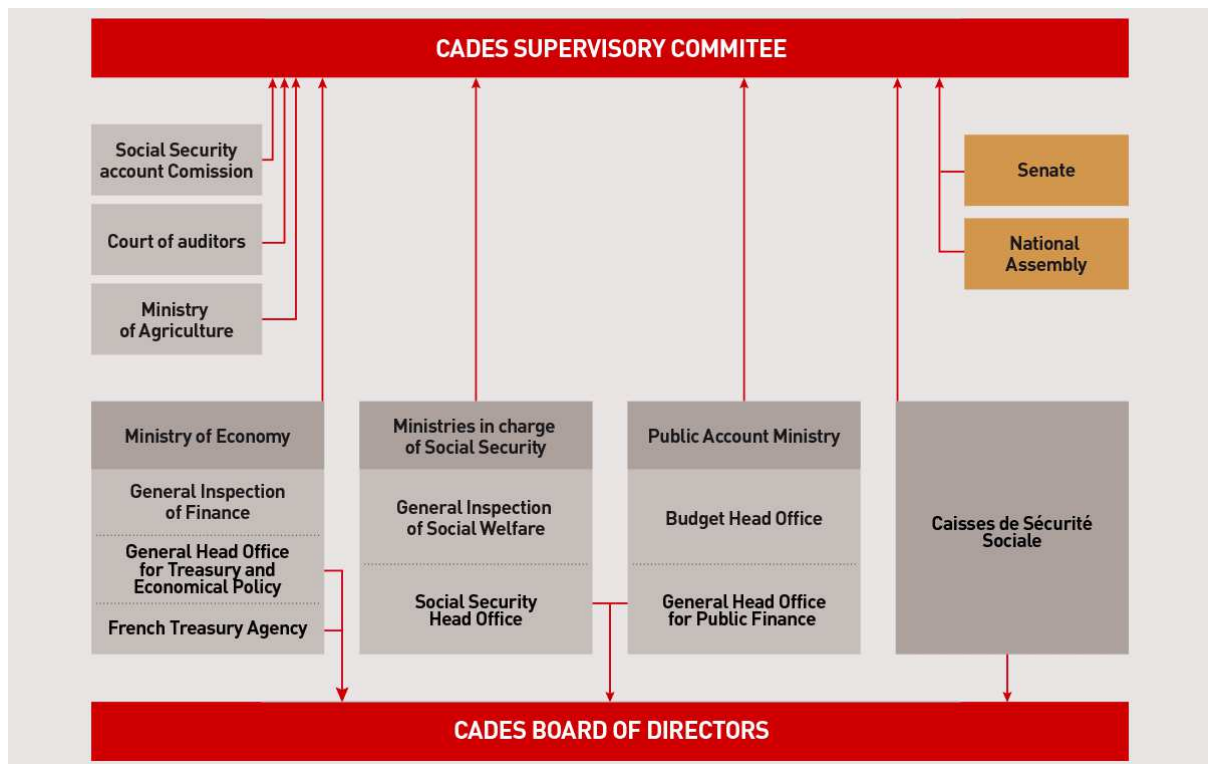 CADES SUPERVISORY COMMITEE
Social Security
account Comission
Court of auditors
Ministry
of Agriculture
Senate
National
Assembly
Ministry of Economy
General Inspection
of Finance
General Head Office
for Treasury and
Economical Policy
French Treasury Agency
Ministries in charge
of Social Security
General Inspection
of Social Welfare
Social Security
Head Office
Public Account Ministry
Budget Head Office
General Head Office
for Public Finance
Caisses de Sécurité
Sociale
CADES BOARD OF DIRECTORS